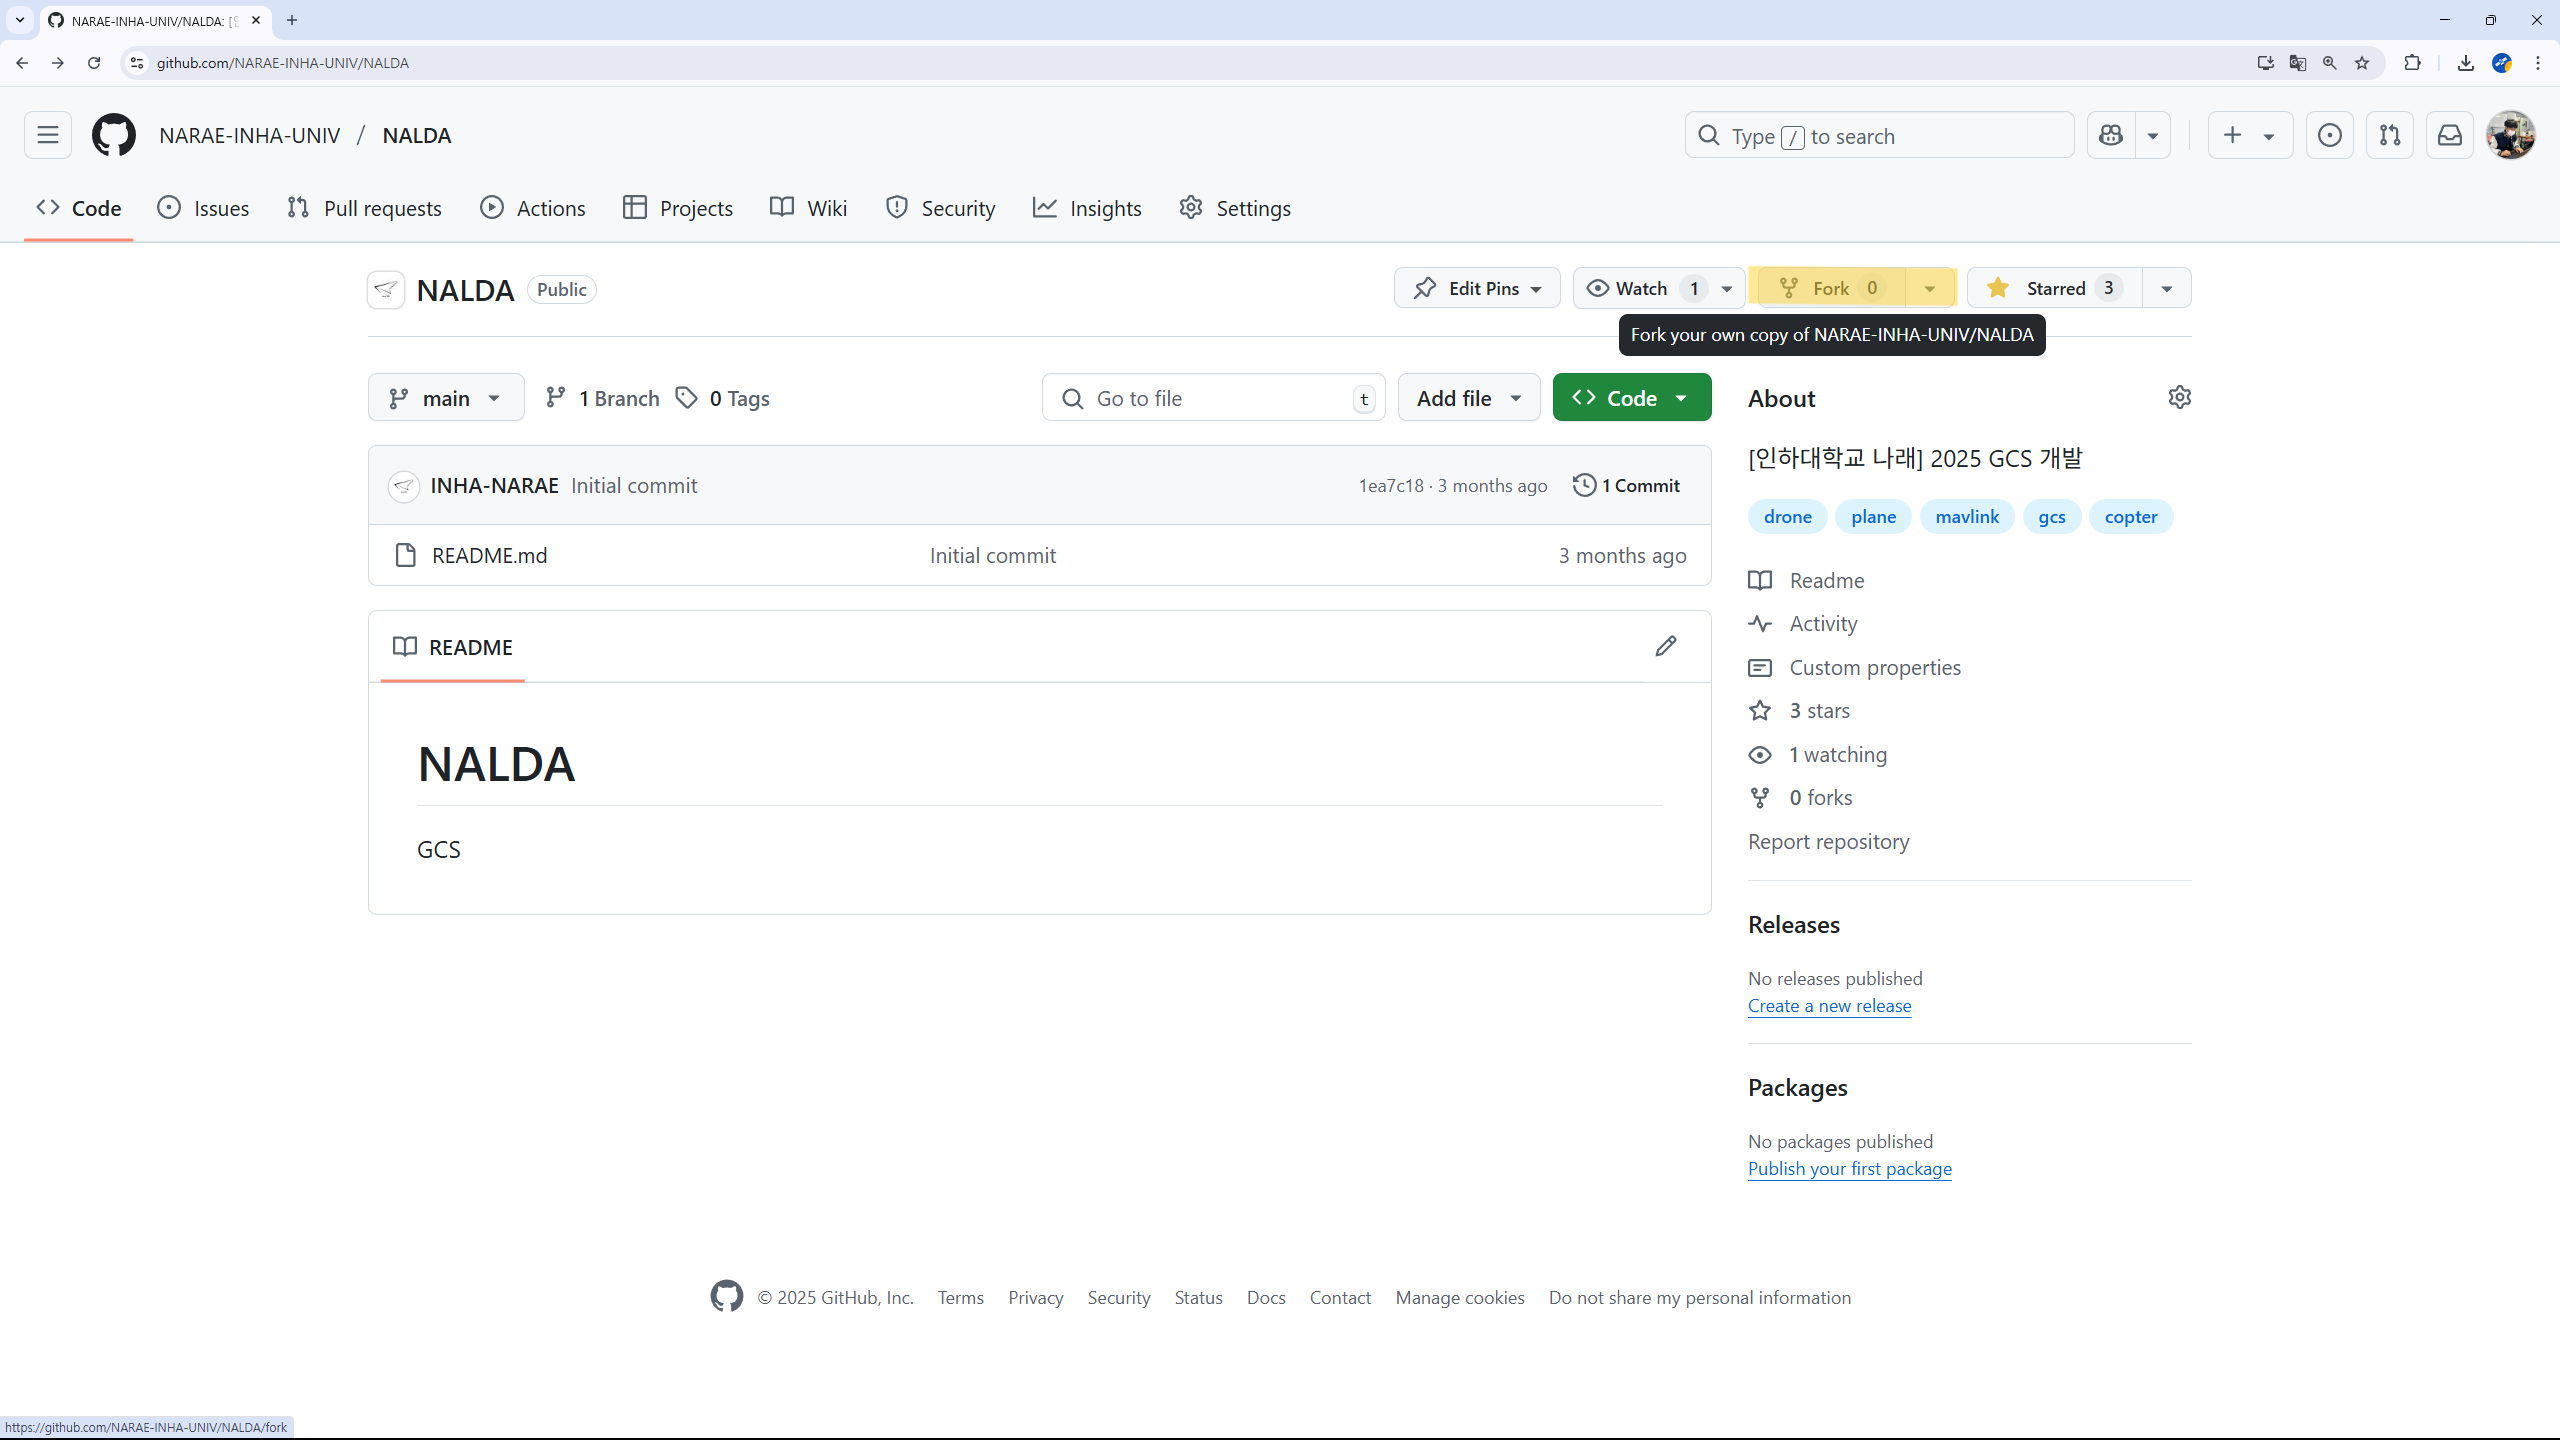 NARAE-INHA-UNIV/NALDA: [
github.com/NARAE-INHA-UNIV/NALDA
NARAE-INHA-UNIV / NALDA
Type / to search
Code Issues Pull requests Actions Projects Wiki Security Insights Settings
NALDA Public
Edit Pins Watch 1 Fork 0 Starred 3
Fork your own copy of NARAE-INHA-UNIV/NALDA
main 1 Branch 0 Tags Go to file t Add file Code
INHA-NARAE Initial commit 1ea7c18 · 3 months ago 1 Commit
README.md Initial commit 3 months ago
README
NALDA
GCS
About
[인하대학교 나래] 2025 GCS 개발
drone plane mavlink gcs copter
Readme
Activity
Custom properties
3 stars
1 watching
0 forks
Report repository
Releases
No releases published
Create a new release
Packages
No packages published
Publish your first package
© 2025 GitHub, Inc. Terms Privacy Security Status Docs Contact Manage cookies Do not share my personal information
https://github.com/NARAE-INHA-UNIV/NALDA/fork